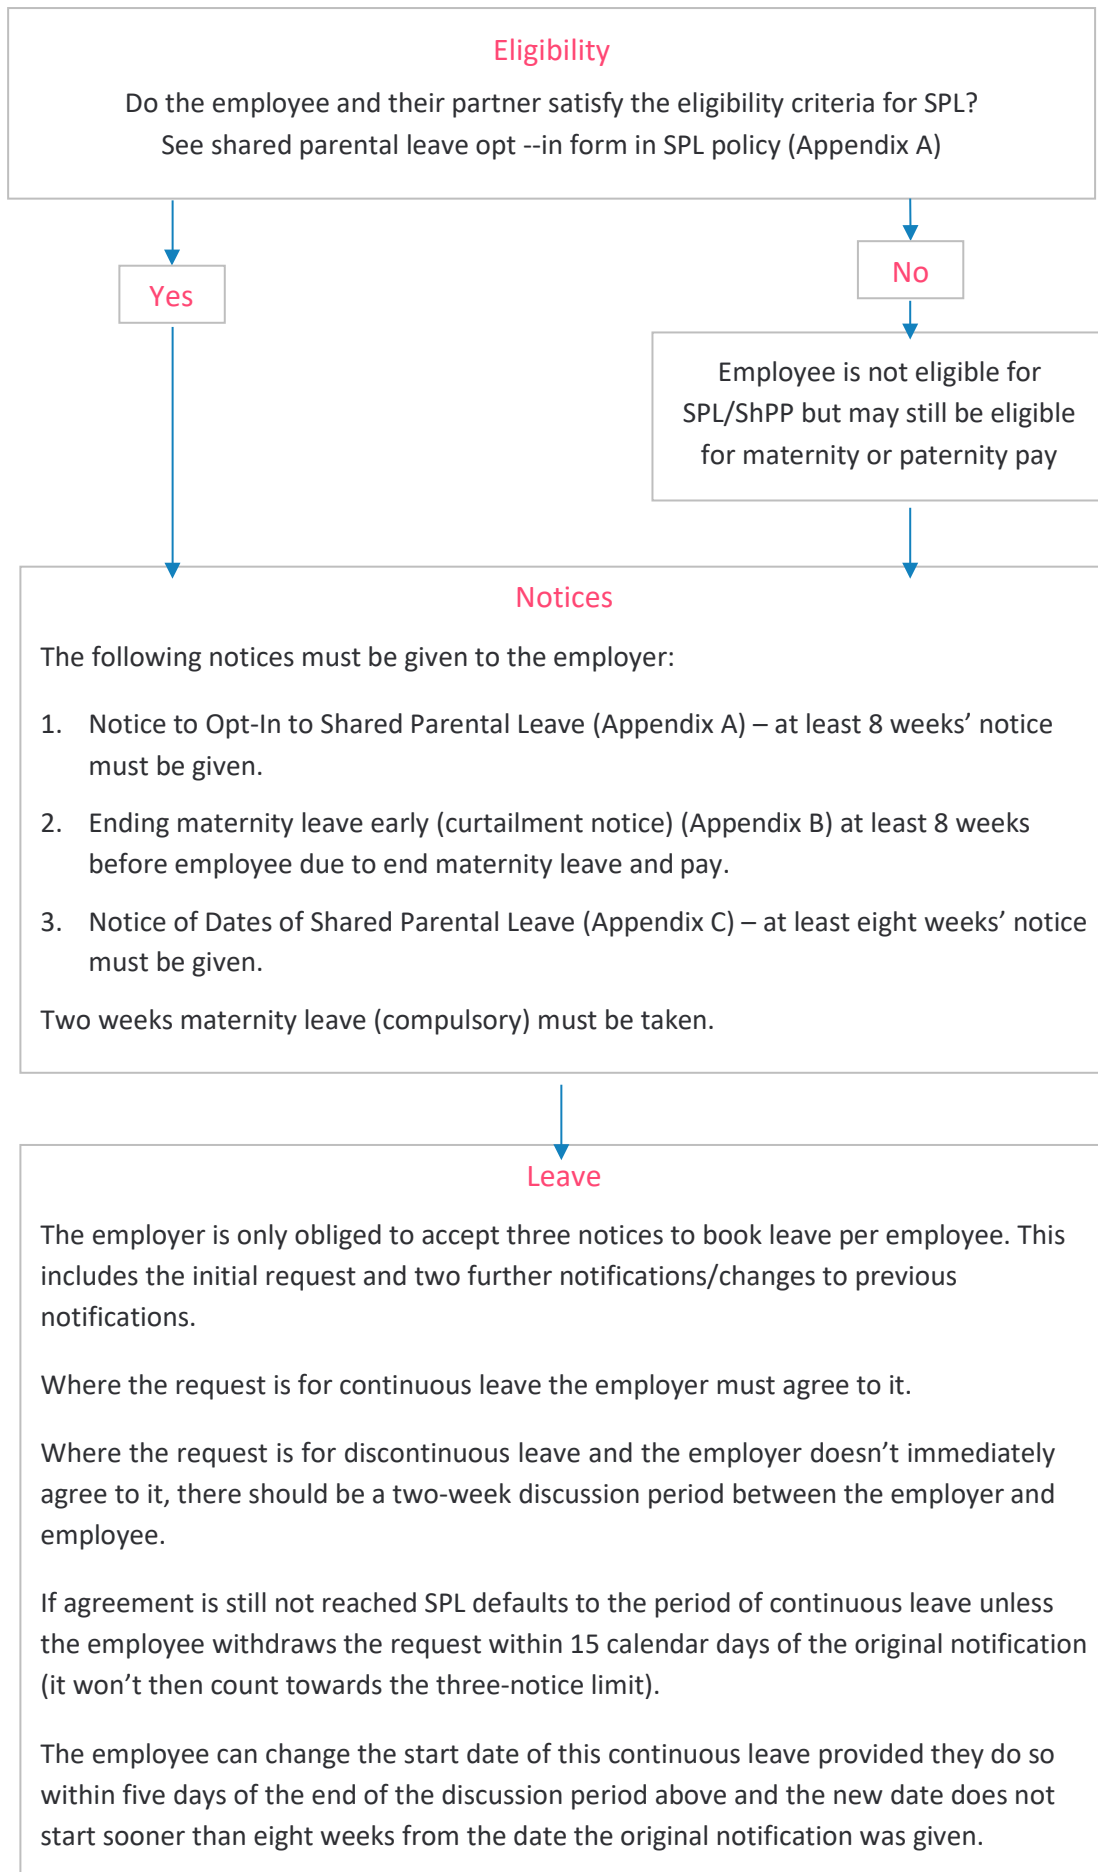 Eligibility
Do the employee and their partner satisfy the eligibility criteria for SPL?
See shared parental leave opt --in form in SPL policy (Appendix A)
Yes
No
Employee is not eligible for
SPL/ShPP but may still be eligible
for maternity or paternity pay
Notices
The following notices must be given to the employer:
1. Notice to Opt-In to Shared Parental Leave (Appendix A) – at least 8 weeks’ notice
must be given.
2. Ending maternity leave early (curtailment notice) (Appendix B) at least 8 weeks
before employee due to end maternity leave and pay.
3. Notice of Dates of Shared Parental Leave (Appendix C) – at least eight weeks’ notice
must be given.
Two weeks maternity leave (compulsory) must be taken.
Leave
The employer is only obliged to accept three notices to book leave per employee. This
includes the initial request and two further notifications/changes to previous
notifications.
Where the request is for continuous leave the employer must agree to it.
Where the request is for discontinuous leave and the employer doesn’t immediately
agree to it, there should be a two-week discussion period between the employer and
employee.
If agreement is still not reached SPL defaults to the period of continuous leave unless
the employee withdraws the request within 15 calendar days of the original notification
(it won’t then count towards the three-notice limit).
The employee can change the start date of this continuous leave provided they do so
within five days of the end of the discussion period above and the new date does not
start sooner than eight weeks from the date the original notification was given.